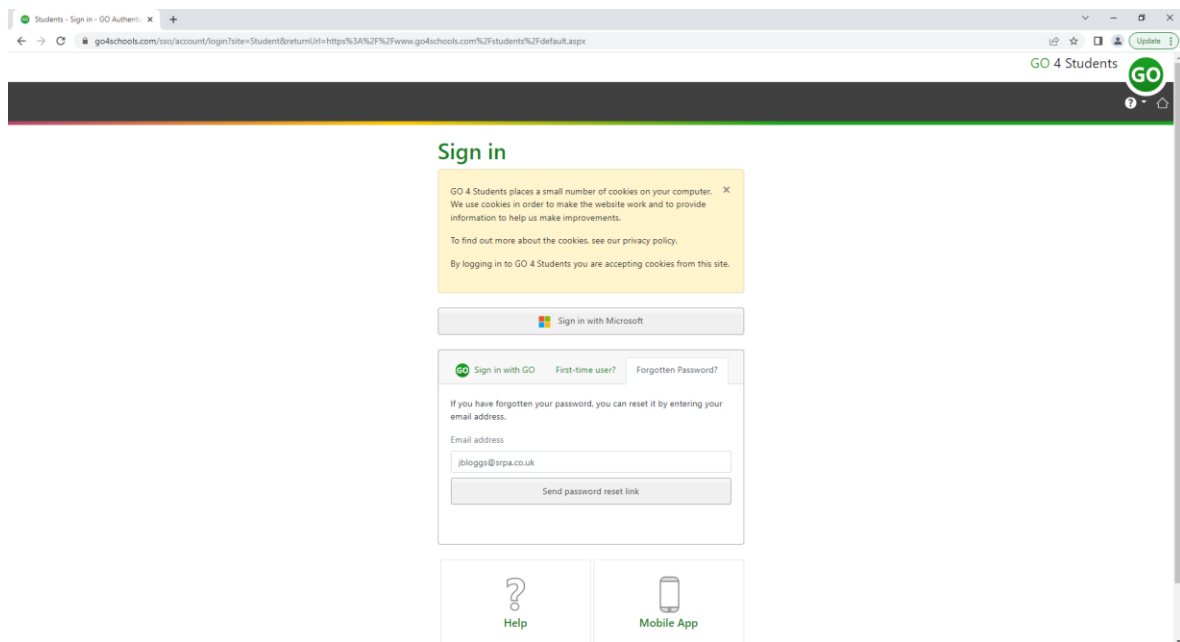 Students - Sign in - GO Authenti
go4schools.com/sso/account/login?site=Student&returnUrl=https%3A%2F%2Fwww.go4schools.com%2Fstudents%2Fdefault.aspx
Update
GO 4 Students
GO
?
Sign in
GO 4 Students places a small number of cookies on your computer.
We use cookies in order to make the website work and to provide
information to help us make improvements.
To find out more about the cookies, see our privacy policy.
By logging in to GO 4 Students you are accepting cookies from this site.
Sign in with Microsoft
GO Sign in with GO First-time user? Forgotten Password?
If you have forgotten your password, you can reset it by entering your
email address.
Email address
jbloggs@srpa.co.uk
Send password reset link
?
Help Mobile App